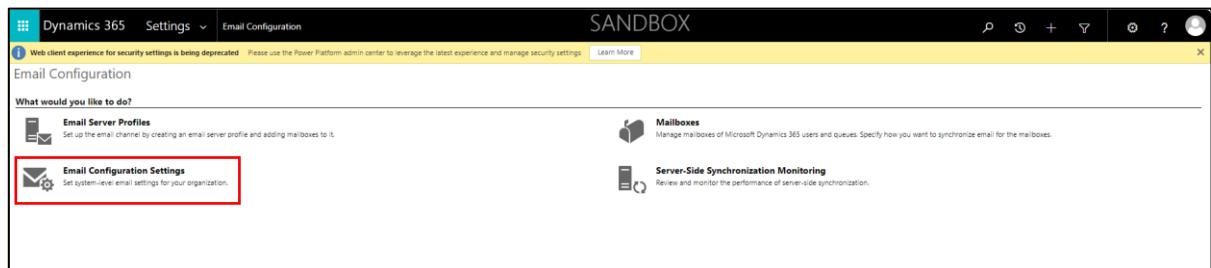 Dynamics 365 Settings Email Configuration SANDBOX ?
Web client experience for security settings is being deprecated Please use the Power Platform admin center to leverage the latest experience and manage security settings Learn More
Email Configuration
What would you like to do?
Email Server Profiles
Set up the email channel by creating an email server profile and adding mailboxes to it.
Mailboxes
Manage mailboxes of Microsoft Dynamics 365 users and queues. Specify how you want to synchronize email for the mailboxes.
Email Configuration Settings
Set system-level email settings for your organization.
Server-Side Synchronization Monitoring
Review and monitor the performance of server-side synchronization.